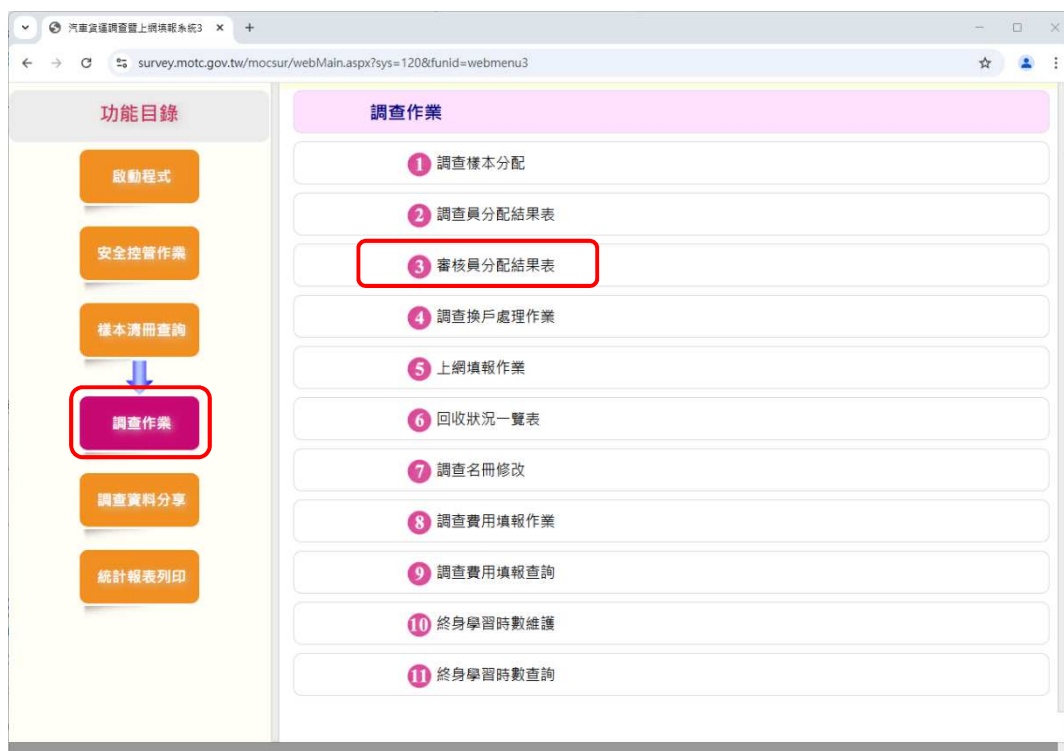 汽車貨運調查暨上網填報系統3
survey.motc.gov.tw/mocsur/webMain.aspx?sys=120&funId=webmenu3
功能目錄
啟動程式
安全控管作業
樣本清冊查詢
調查作業
調查資料分享
統計報表列印
調查作業
1 調查樣本分配
2 調查員分配結果表
3 審核員分配結果表
4 調查換戶處理作業
5 上網填報作業
6 回收狀況一覽表
7 調查名冊修改
8 調查費用填報作業
9 調查費用填報查詢
10 終身學習時數維護
11 終身學習時數查詢